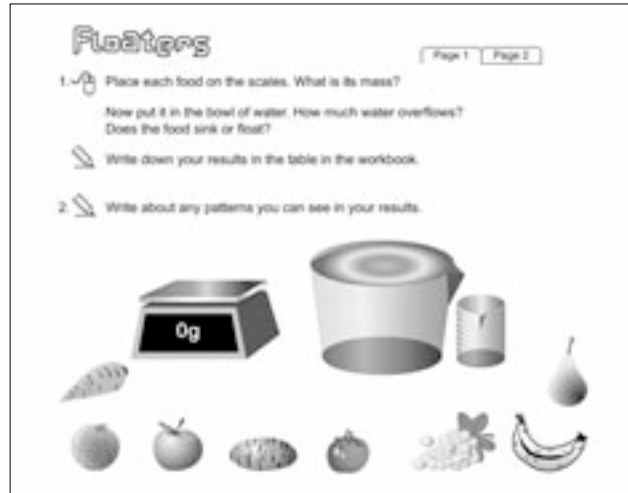 Floaters
Page 1 Page 2
1. Place each food on the scales. What is its mass?
Now put it in the bowl of water. How much water overflows?
Does the food sink or float?
Write down your results in the table in the workbook.
2. Write about any patterns you can see in your results.
0g